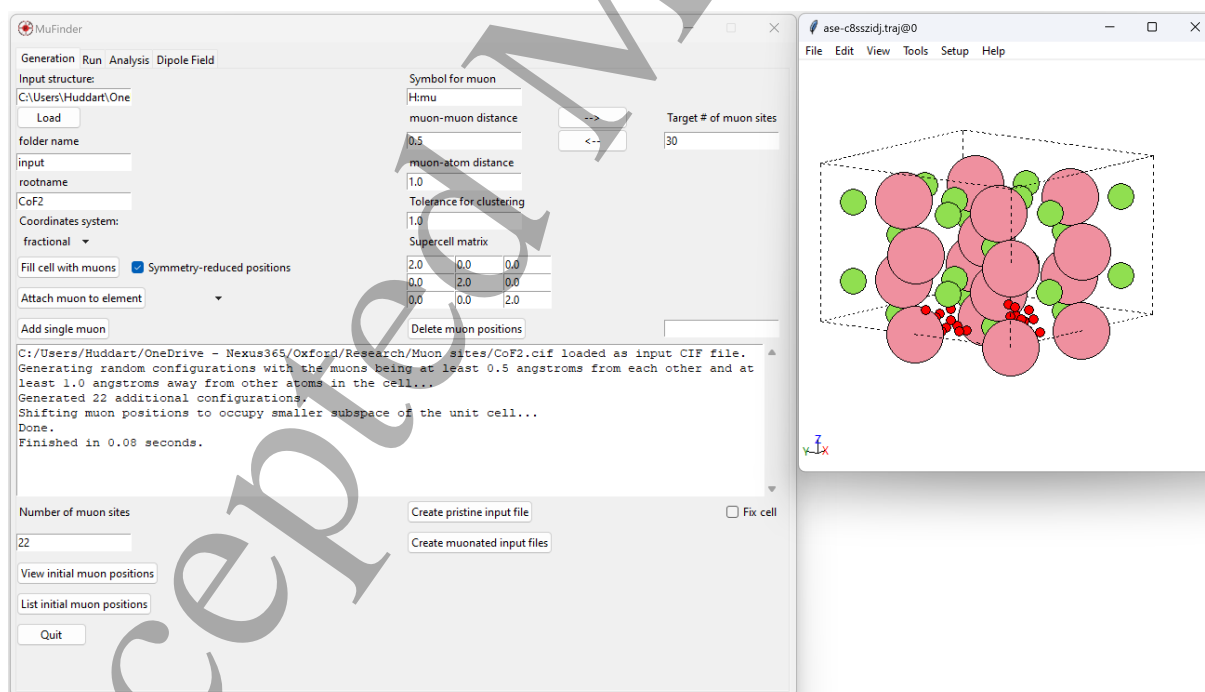 MuFinder
Generation Run Analysis Dipole Field
Input structure:
C:\Users\Huddart\One
Load
folder name
input
rootname
CoF2
Coordinates system:
fractional
Fill cell with muons
Symmetry-reduced positions
Attach muon to element
Add single muon
Symbol for muon
H:mu
muon-muon distance
-->
Target # of muon sites
0.5
<--
30
muon-atom distance
1.0
Tolerance for clustering
1.0
Supercell matrix
2.0 0.0 0.0
0.0 2.0 0.0
0.0 0.0 2.0
Delete muon positions
C:/Users/Huddart/OneDrive - Nexus365/Oxford/Research/Muon sites/CoF2.cif loaded as input CIF file.
Generating random configurations with the muons being at least 0.5 angstroms from each other and at
least 1.0 angstroms away from other atoms in the cell...
Generated 22 additional configurations.
Shifting muon positions to occupy smaller subspace of the unit cell...
Done.
Finished in 0.08 seconds.
Number of muon sites
22
View initial muon positions
List initial muon positions
Quit
Create pristine input file
Create muonated input files
Fix cell
ase-c8sszidj.traj@0
File Edit View Tools Setup Help
Z
Y X
cepted M